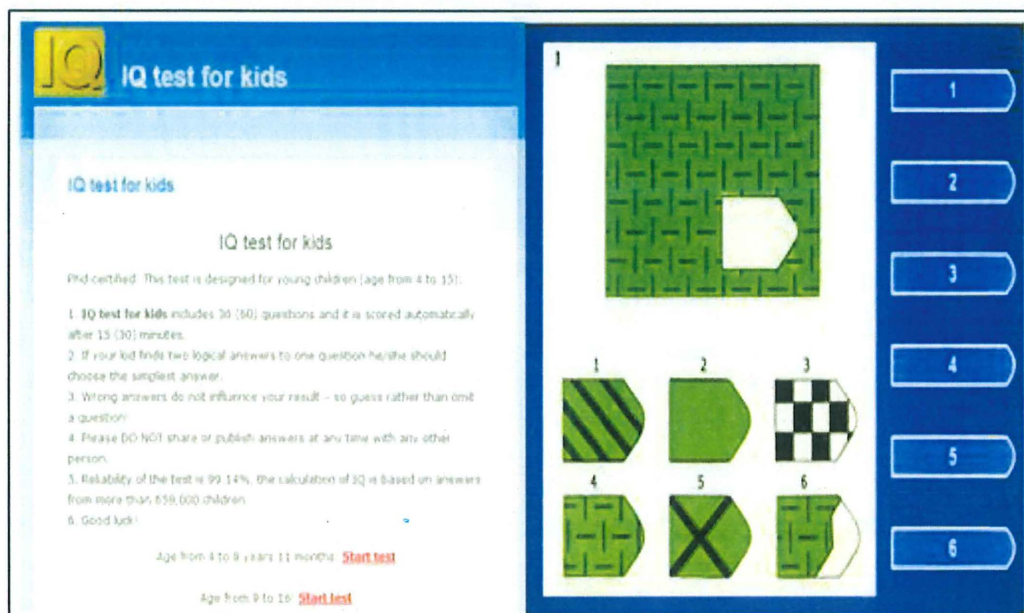 IQ IQ test for kids
IQ test for kids
IQ test for kids
Phd certified. This test is designed for young children (age from 4 to 15).
1. IQ test for kids includes 30 (60) questions and it is scored automatically
after 15 (30) minutes.
2. If your kid finds two logical answers to one question he/she should
choose the simplest answer.
3. Wrong answers do not influence your result – so guess rather than omit
a question!
4. Please DO NOT share or publish answers at any time with any other
person.
5. Reliability of the test is 99.14%, the calculation of IQ is based on answers
from more than 659,000 children.
6. Good luck!
Age from 4 to 8 years 11 months: Start test
Age from 9 to 16: Start test
1
1 2 3
4 5 6
1
2
3
4
5
6